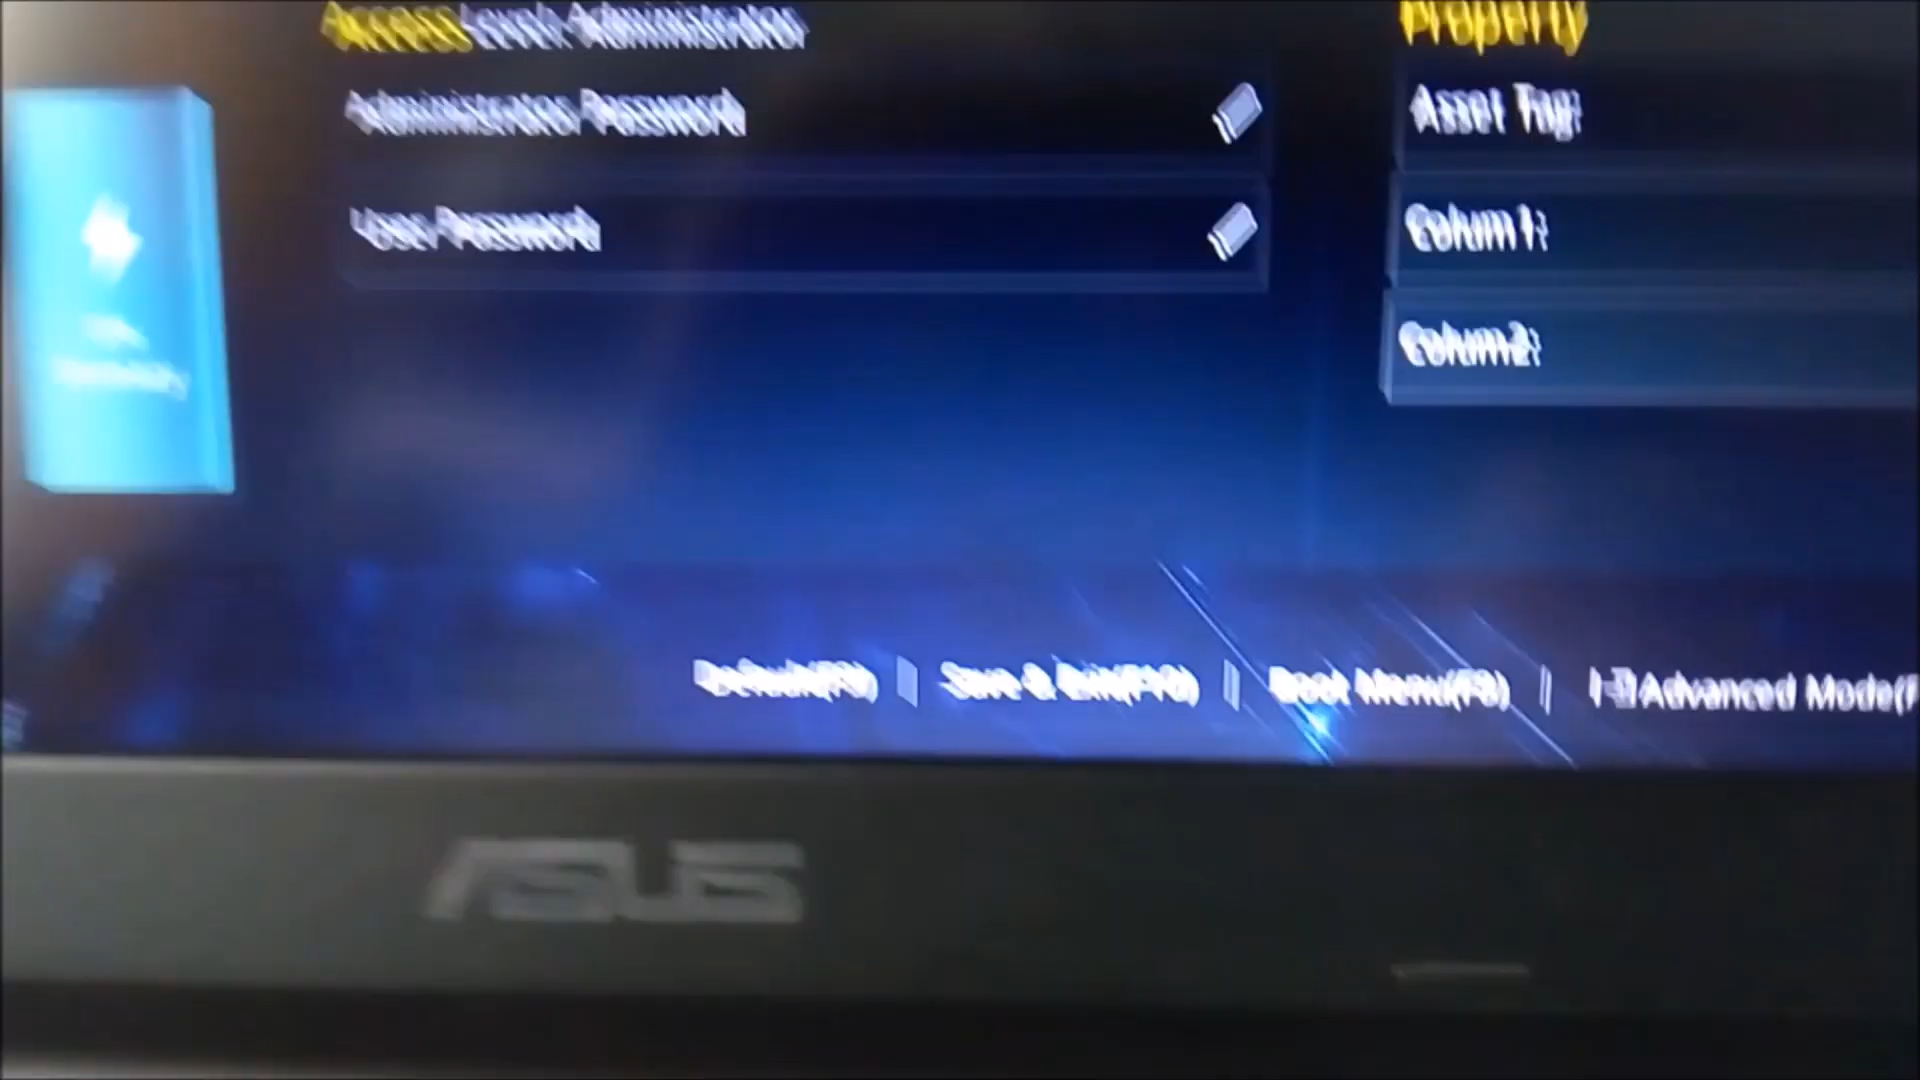 Access Level: Administrator
Administrator Password
User Password
Property
Asset Tag:
Colum1:
Colum2:
Default(F9) | Save & Exit(F10) | Boot Menu(F8) | Advanced Mode(F
ASUS